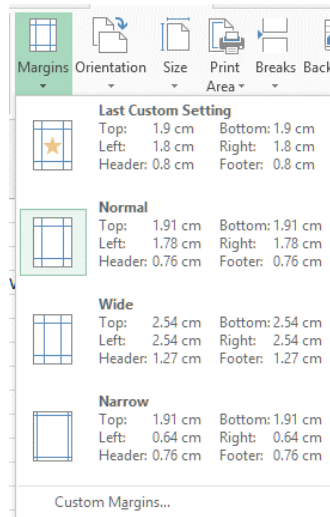 Margins Orientation Size Print Breaks Back
Area
Last Custom Setting
Top: 1.9 cm Bottom: 1.9 cm
Left: 1.8 cm Right: 1.8 cm
Header: 0.8 cm Footer: 0.8 cm
Normal
Top: 1.91 cm Bottom: 1.91 cm
Left: 1.78 cm Right: 1.78 cm
Header: 0.76 cm Footer: 0.76 cm
Wide
Top: 2.54 cm Bottom: 2.54 cm
Left: 2.54 cm Right: 2.54 cm
Header: 1.27 cm Footer: 1.27 cm
Narrow
Top: 1.91 cm Bottom: 1.91 cm
Left: 0.64 cm Right: 0.64 cm
Header: 0.76 cm Footer: 0.76 cm
Custom Margins...